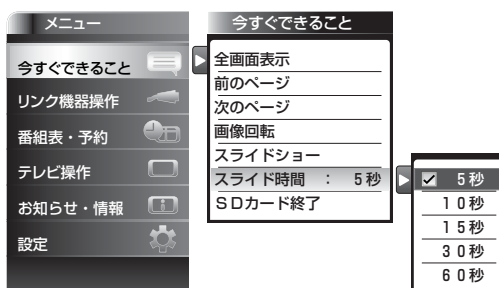 メニュー
今すぐできること
リンク機器操作
番組表・予約
テレビ操作
お知らせ・情報
設定
今すぐできること
全画面表示
前のページ
次のページ
画像回転
スライドショー
スライド時間 : 5秒
SDカード終了
5秒
10秒
15秒
30秒
60秒